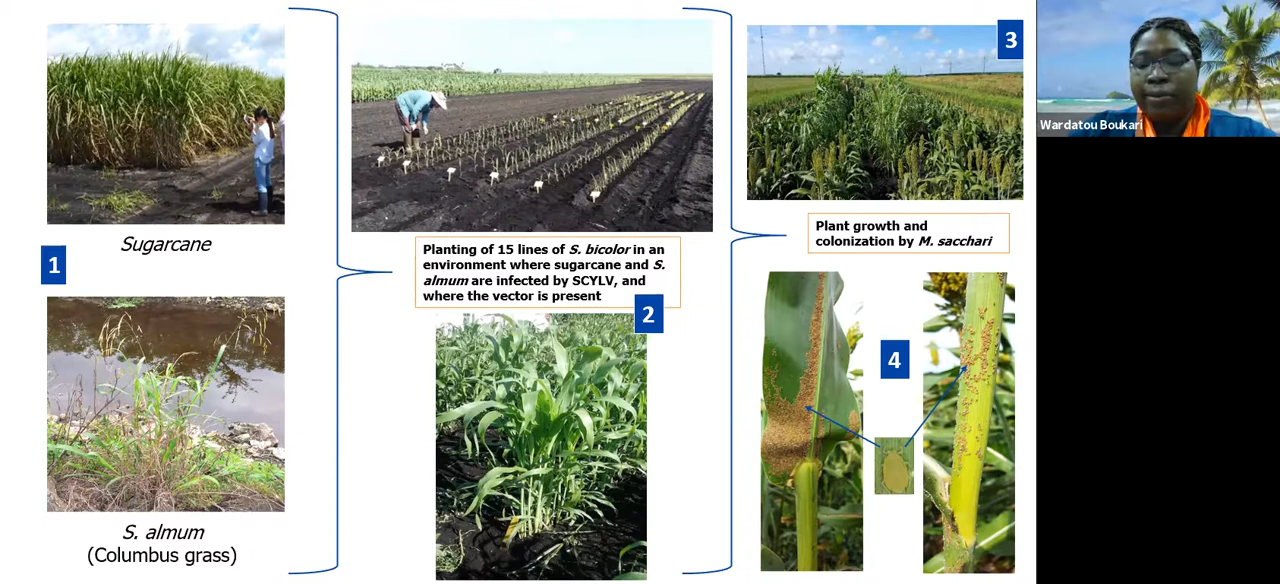 Sugarcane
1
S. almum
(Columbus grass)
Planting of 15 lines of S. bicolor in an
environment where sugarcane and S.
almum are infected by SCYLV, and
where the vector is present
2
3
Plant growth and
colonization by M. sacchari
4
Wardatou Boukari